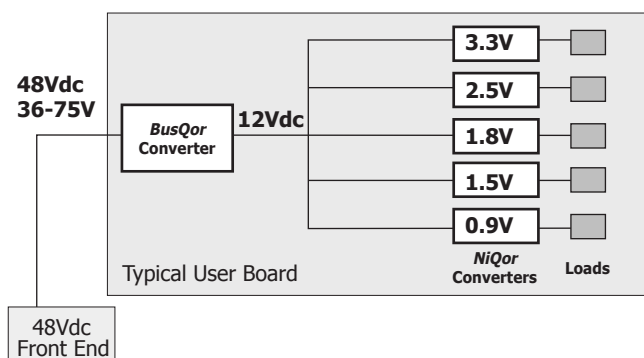 3.3V
48Vdc
36-75V
2.5V
BusQor
Converter
12Vdc
1.8V
1.5V
0.9V
Typical User Board
NiQor
Converters
Loads
48Vdc
Front End